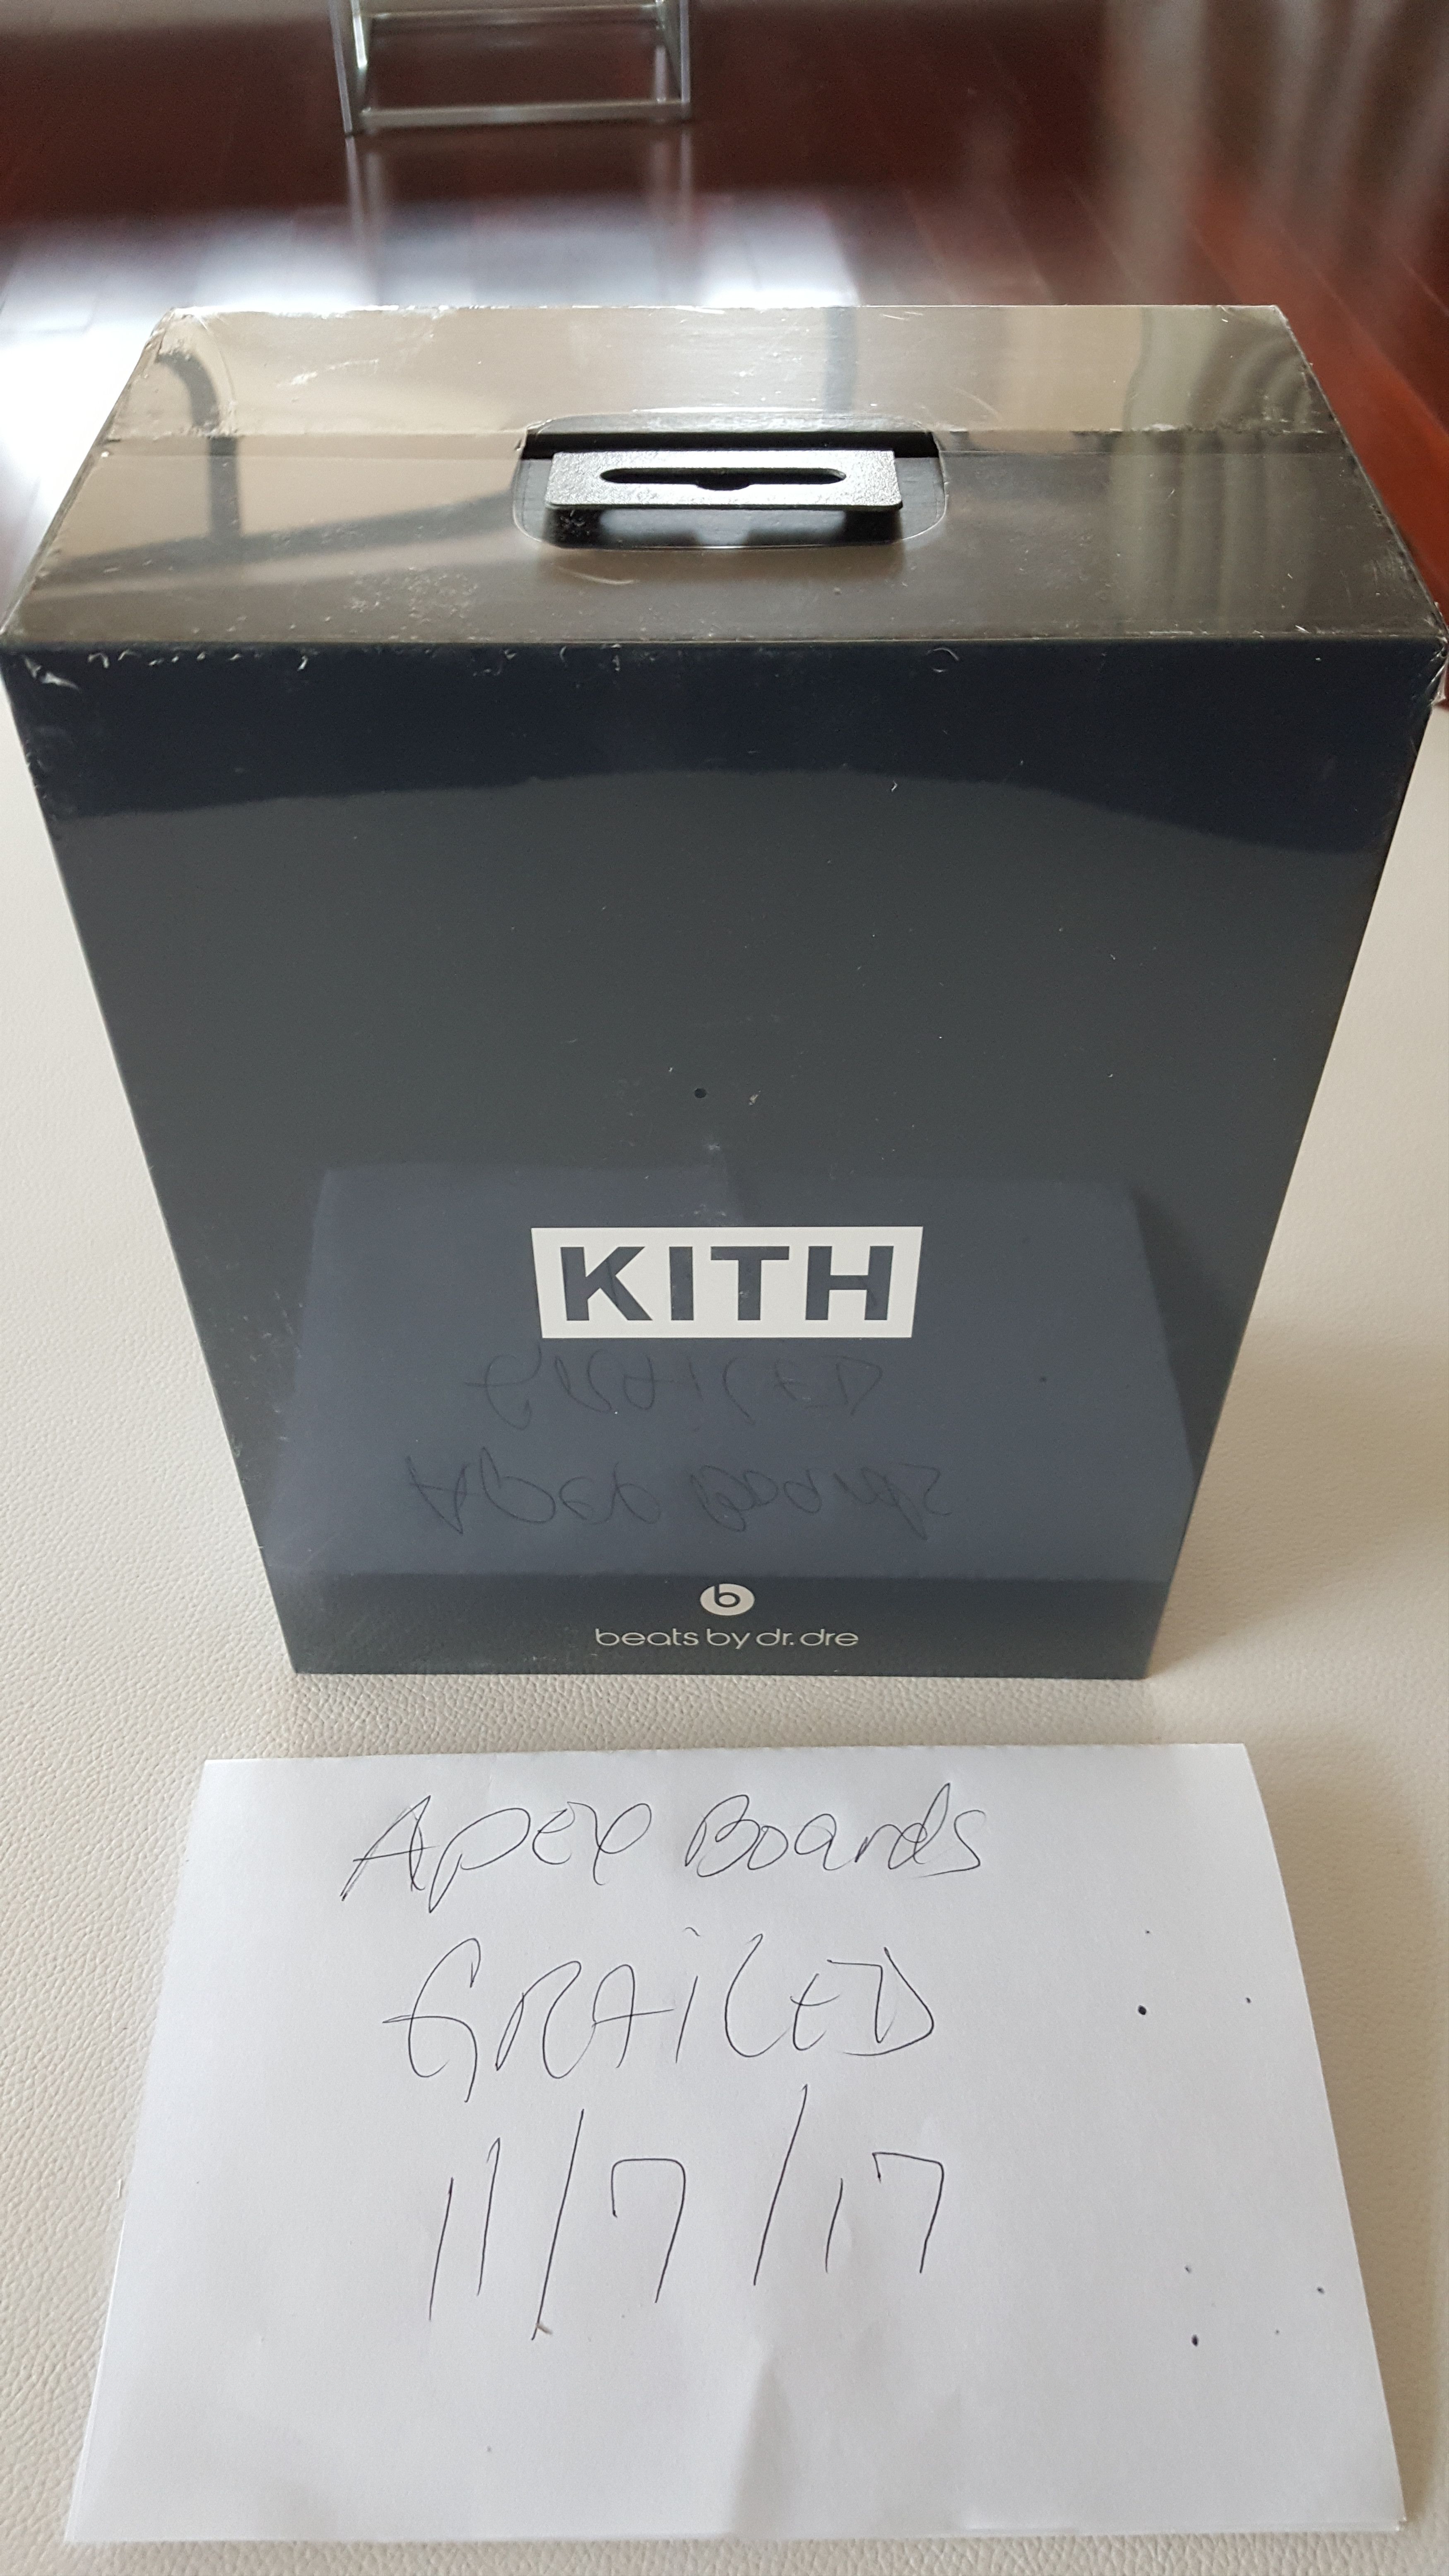 KITH
beats by dr. dre
Apex Boards
GRAiLED
11/7/17